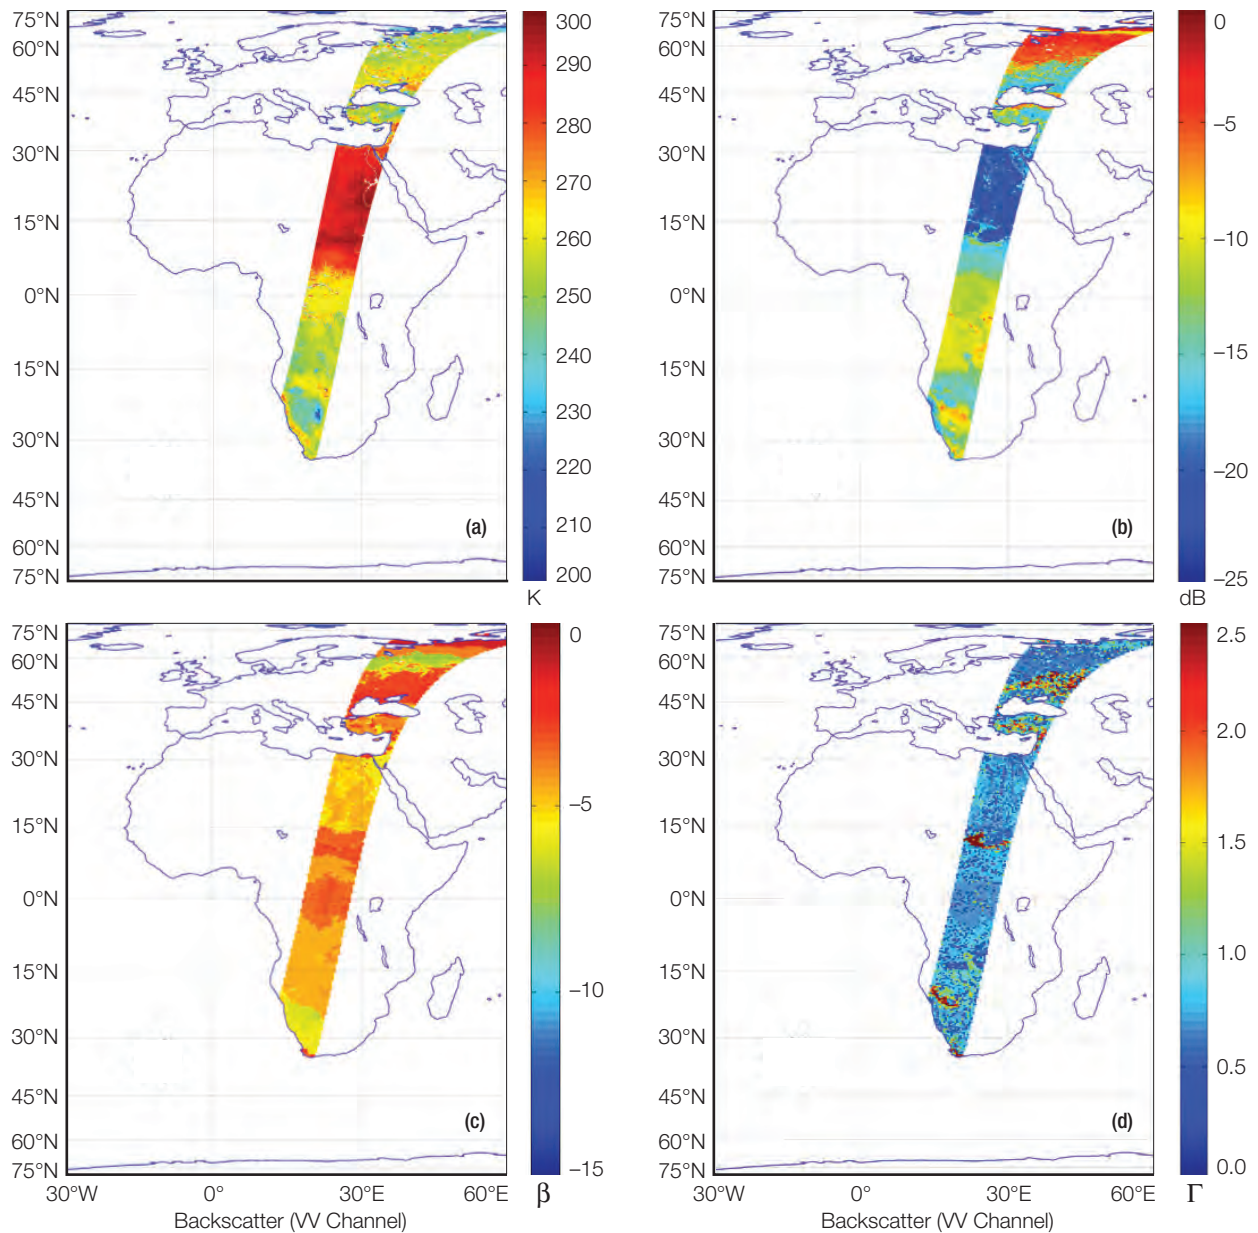 75°N
60°N
45°N
30°N
15°N
0°N
15°N
30°N
45°N
60°N
75°N
300
290
280
270
260
250
240
230
220
210
200
K
(a)
75°N
60°N
45°N
30°N
15°N
0°N
15°N
30°N
45°N
60°N
75°N
0
−5
−10
−15
−20
−25
dB
(b)
75°N
60°N
45°N
30°N
15°N
0°N
15°N
30°N
45°N
60°N
75°N
0
−5
−10
−15
β
(c)
30°W 0° 30°E 60°E
Backscatter (VV Channel)
75°N
60°N
45°N
30°N
15°N
0°N
15°N
30°N
45°N
60°N
75°N
2.5
2.0
1.5
1.0
0.5
0.0
Γ
(d)
30°W 0° 30°E 60°E
Backscatter (VV Channel)